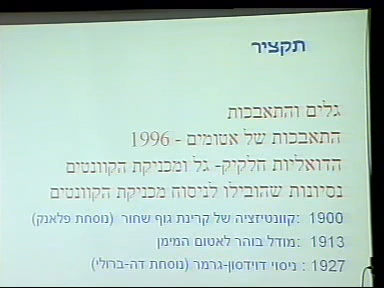 תקציר
גלים והתאבכות
התאבכות של אטומים - 1996
הדואליות חלקיק- גל ומכניקת הקוונטים
נסיונות שהובילו לניסוח מכניקת הקוונטים
1900 :קוונטיזציה של קרינת גוף שחור (נוסחת פלאנק)
1913 :מודל בוהר לאטום המימן
1927 : ניסוי דוידסון-גרמר (נוסחת דה-ברולי)